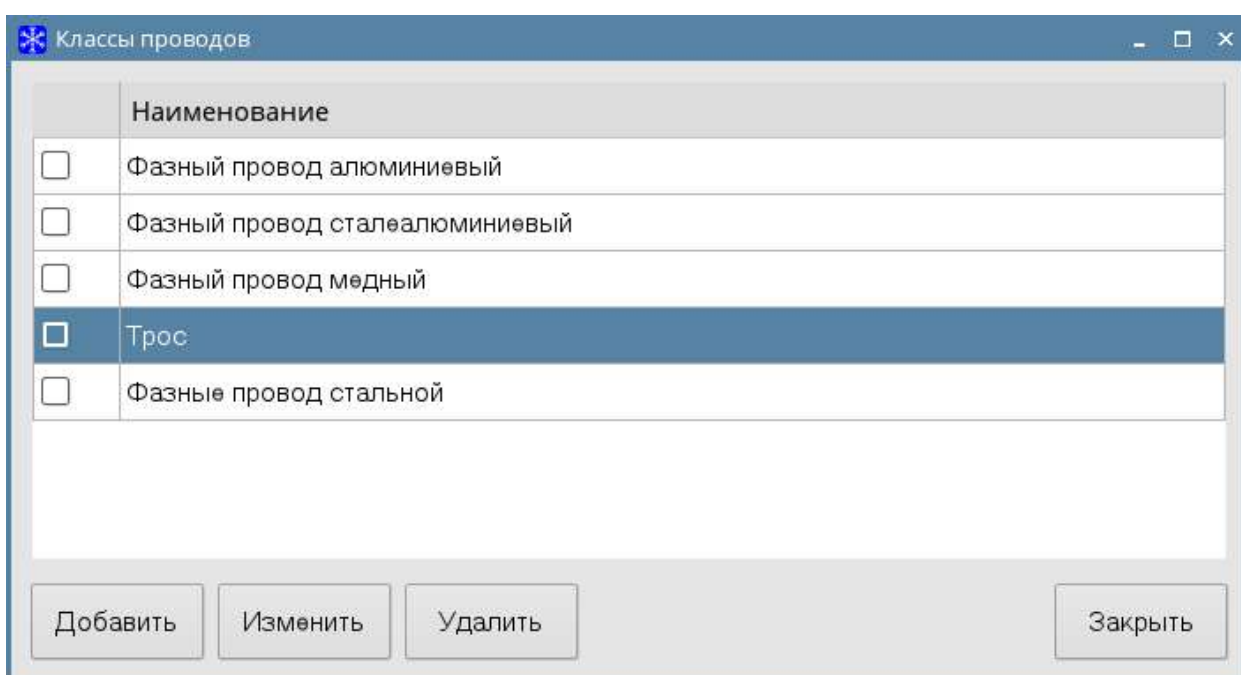 Классы проводов
Наименование
Фазный провод алюминиевый
Фазный провод сталеалюминиевый
Фазный провод медный
Трос
Фазные провод стальной
Добавить Изменить Удалить Закрыть